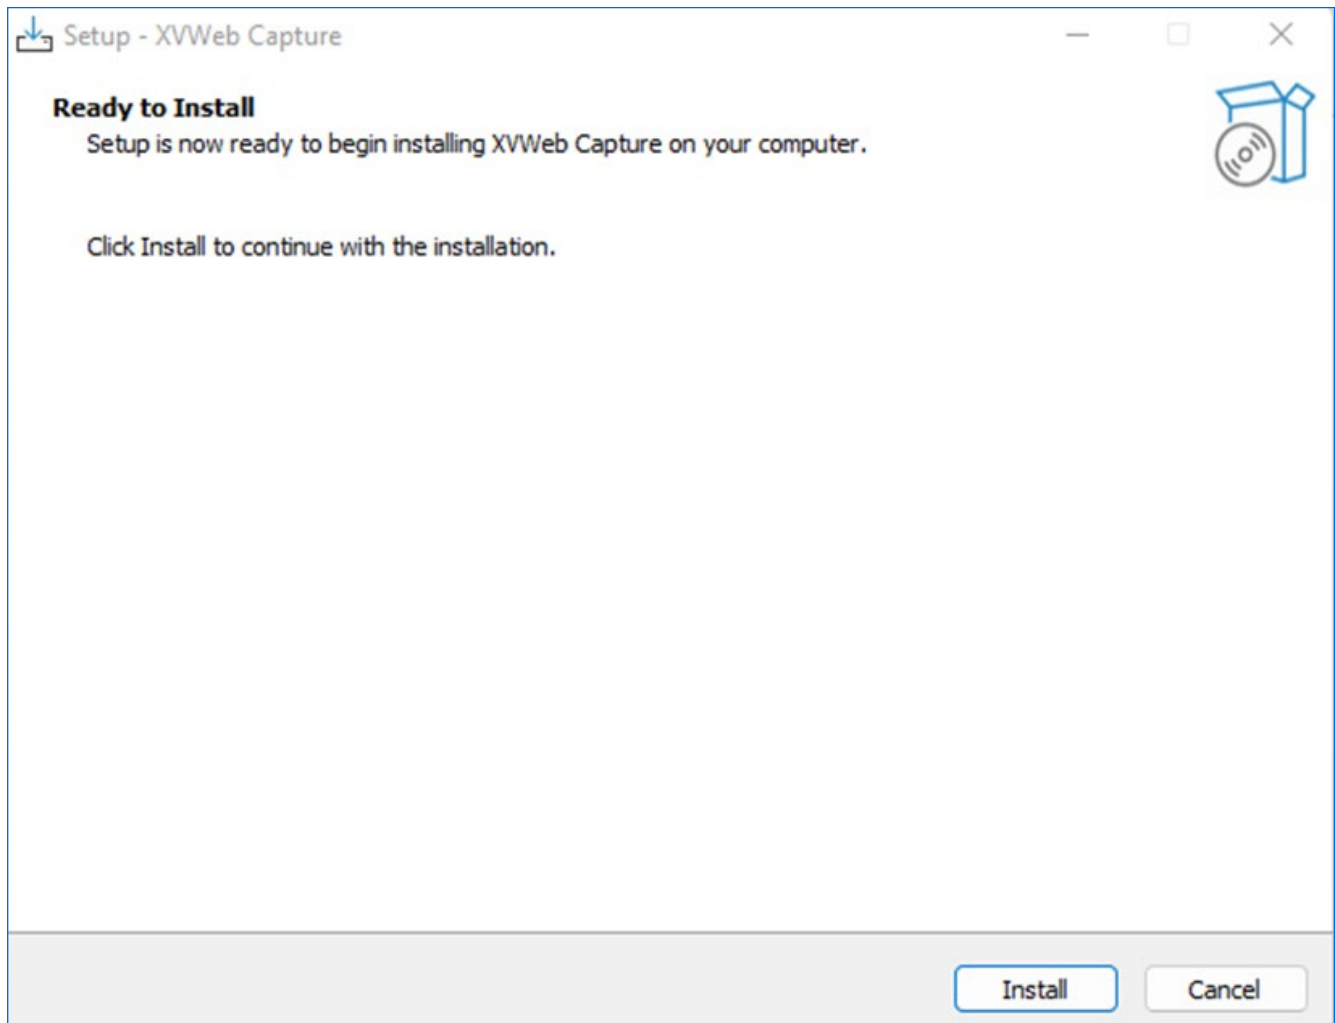 Setup - XVWeb Capture
Ready to Install
Setup is now ready to begin installing XVWeb Capture on your computer.
Click Install to continue with the installation.
Install
Cancel